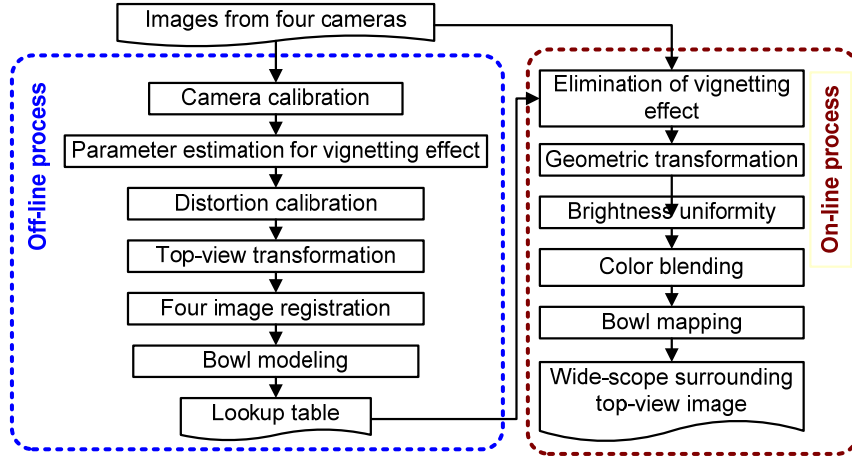 Images from four cameras
Off-line process
Camera calibration
Parameter estimation for vignetting effect
Distortion calibration
Top-view transformation
Four image registration
Bowl modeling
Lookup table
On-line process
Elimination of vignetting
effect
Geometric transformation
Brightness uniformity
Color blending
Bowl mapping
Wide-scope surrounding
top-view image